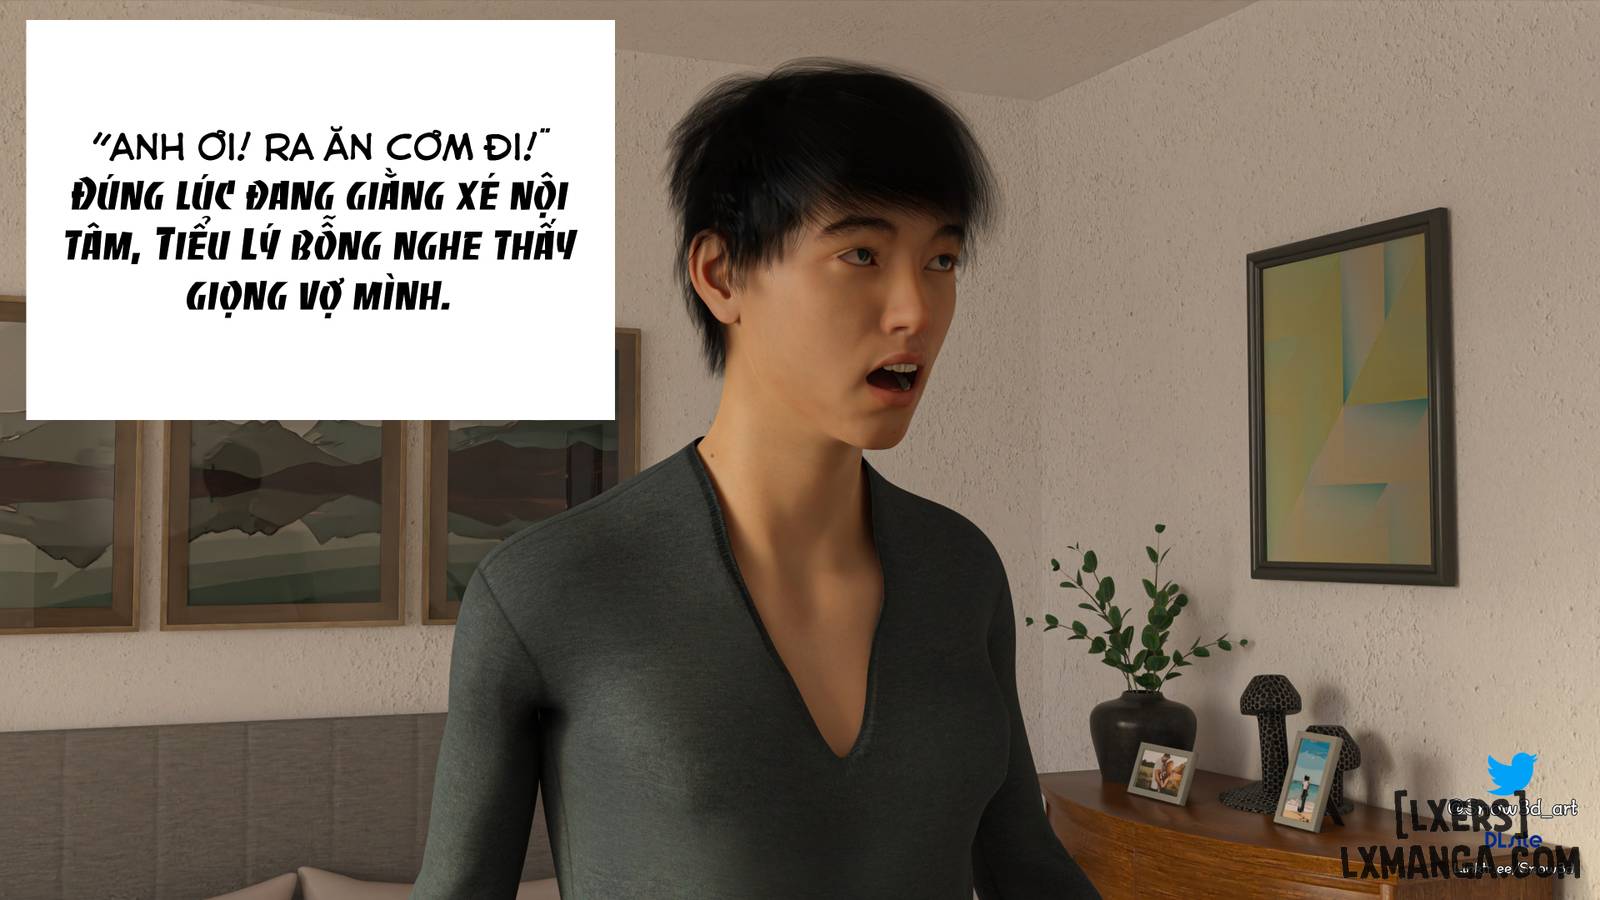 “ANH ƠI! RA ĂN CƠM ĐI!"
ĐÚNG LÚC ĐANG GIẰNG XÉ NỘI
TÂM, TIỂU LÝ BỖNG NGHE THẤY
GIỌNG VỢ MÌNH.
@Snow3d_art
[LXERS]
DLsite
LXMANGA.COM